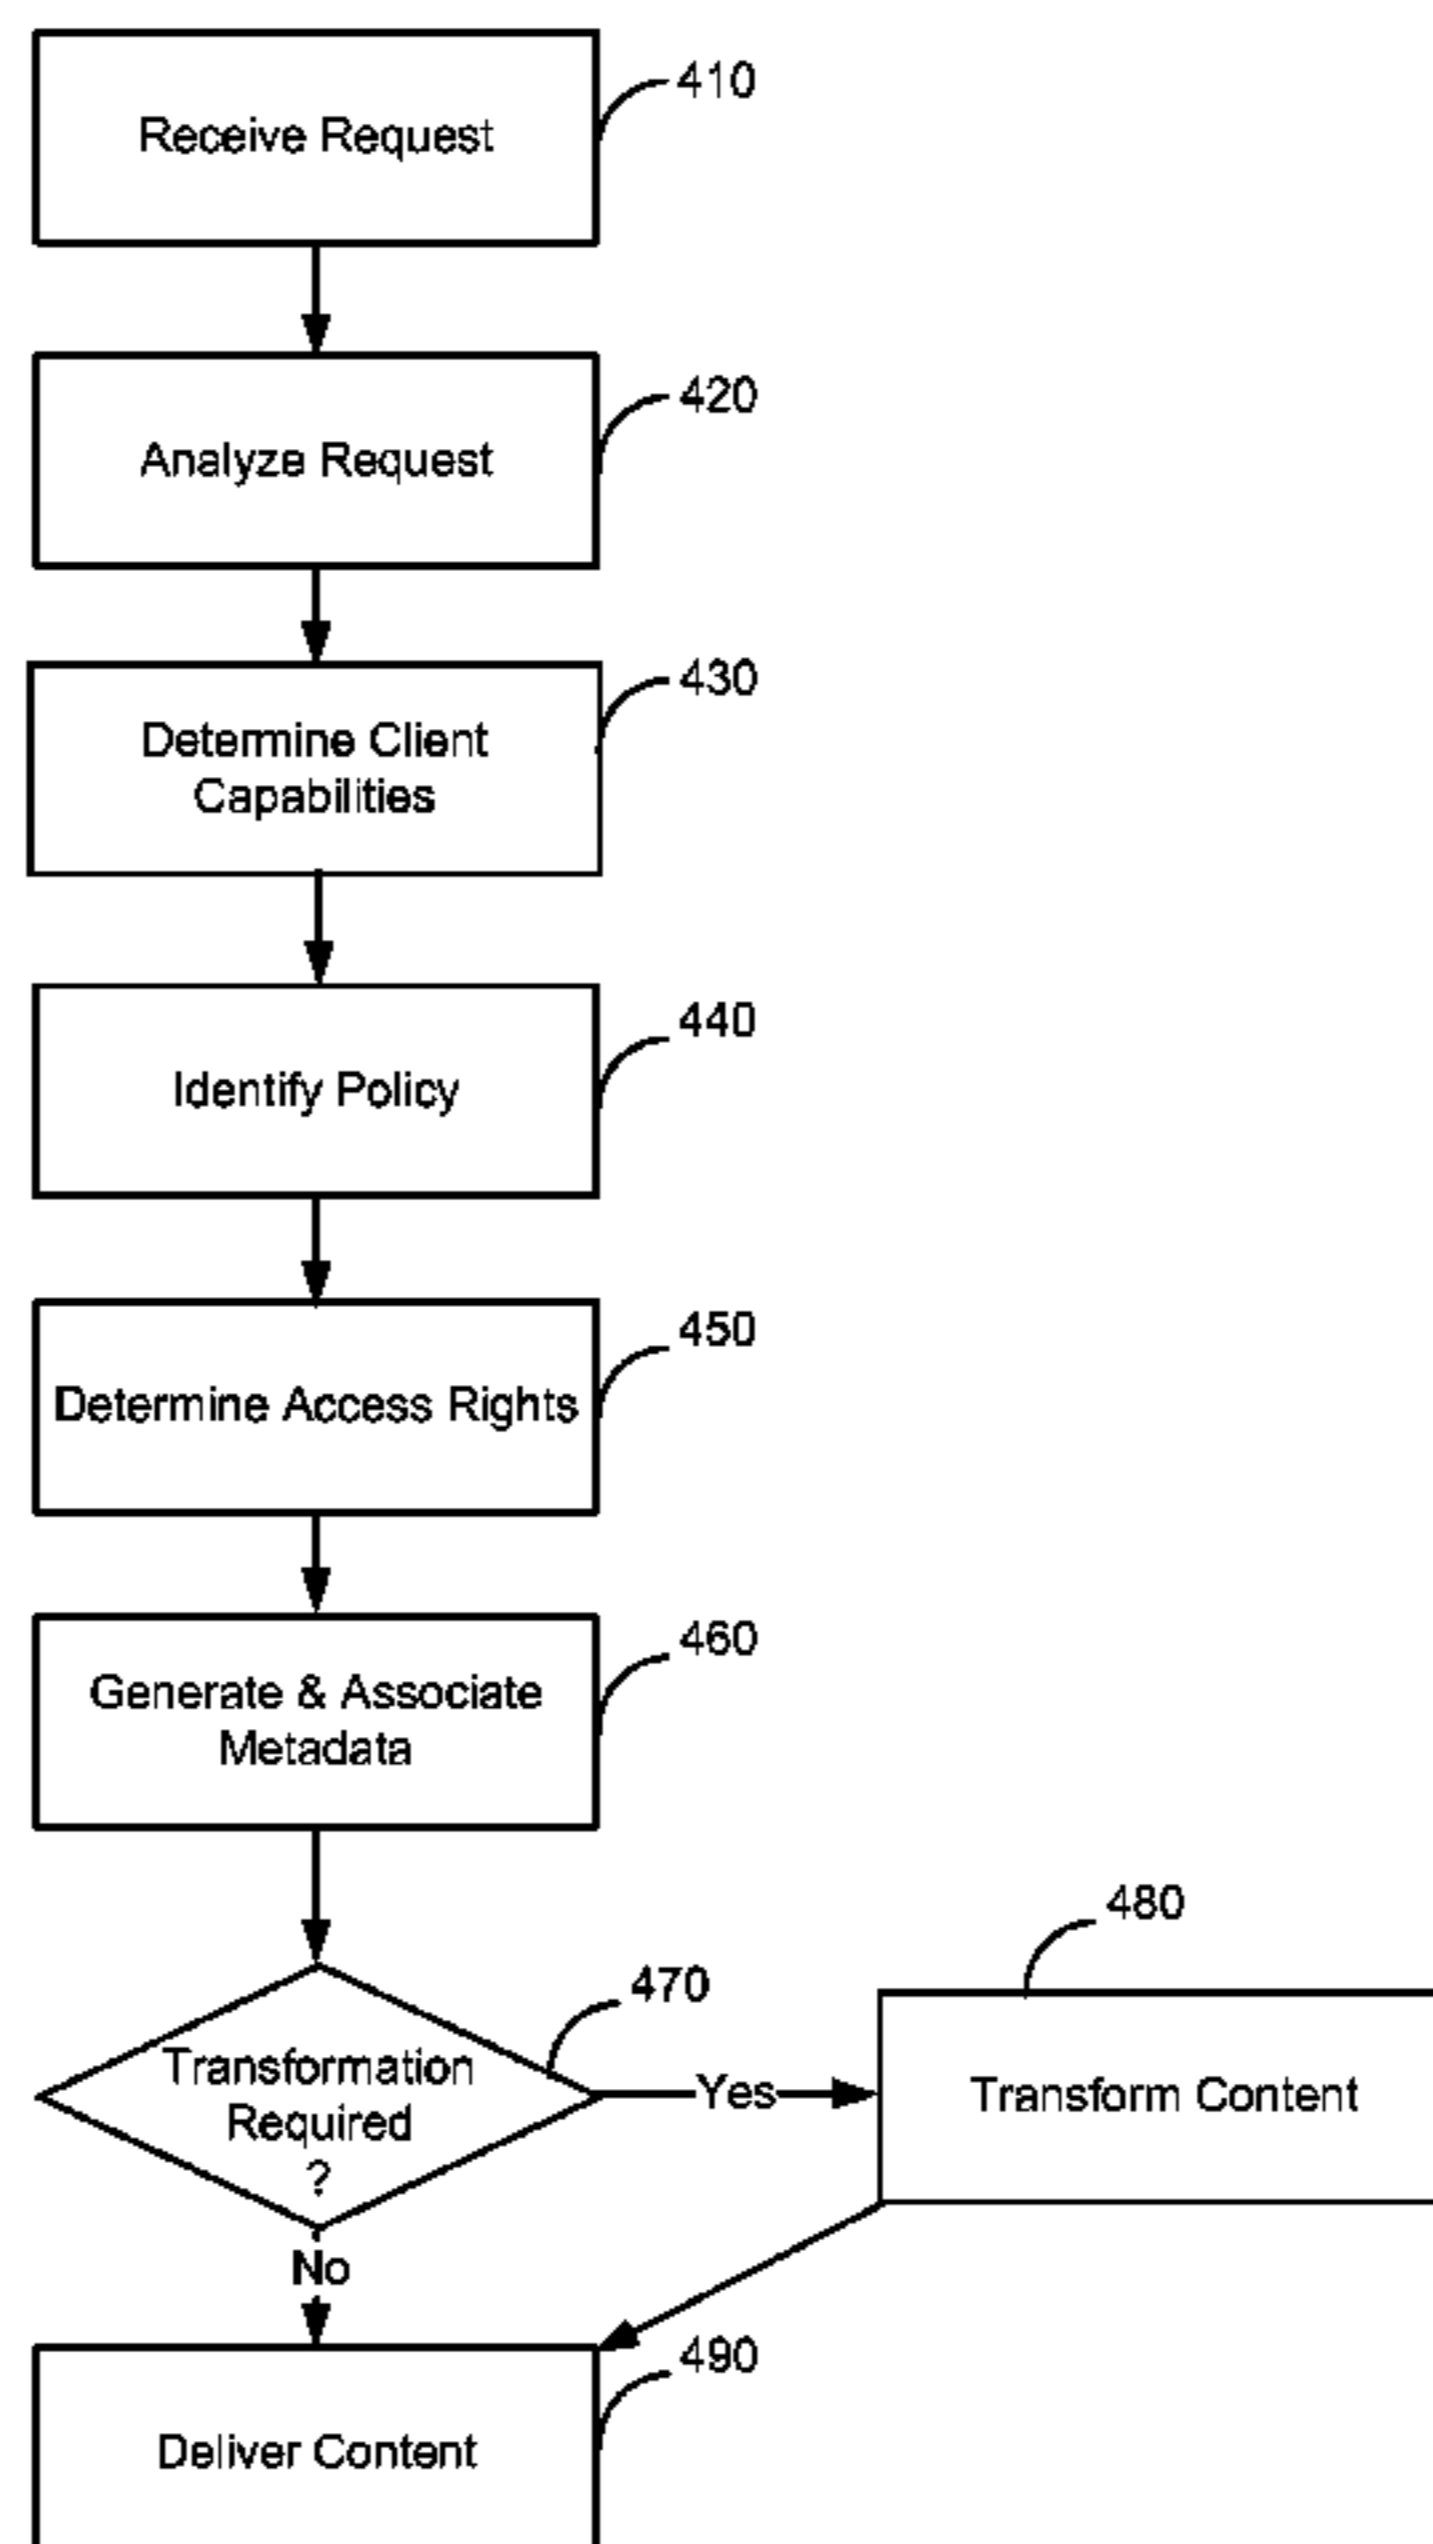 410
Receive Request
420
Analyze Request
430
Determine Client
Capabilities
440
Identify Policy
450
Determine Access Rights
460
Generate & Associate
Metadata
470
Transformation
Required
?
Yes
480
Transform Content
No
490
Deliver Content